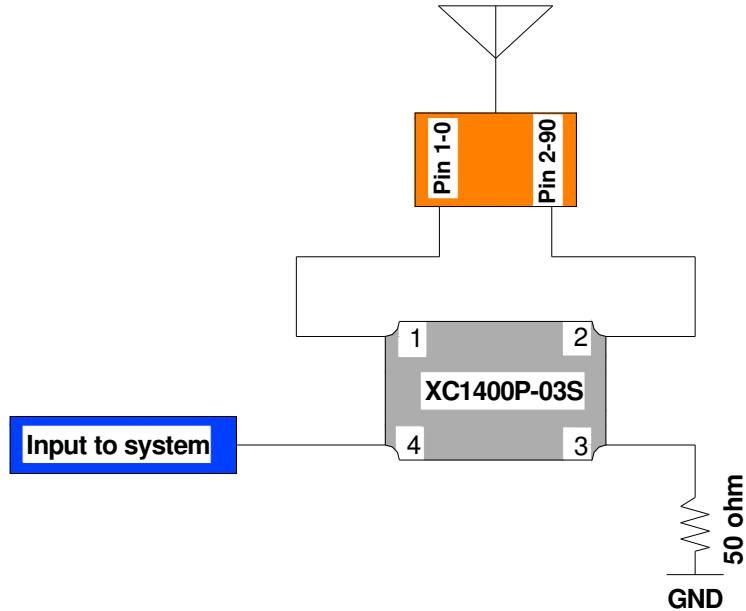 Pin 1-0
Pin 2-90
1
2
XC1400P-03S
Input to system
4
3
50 ohm
GND